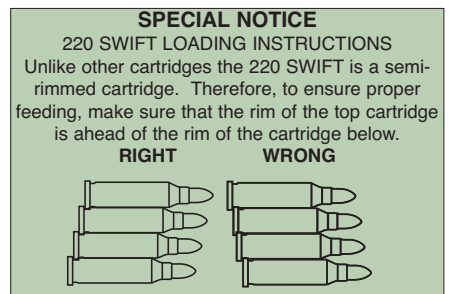 SPECIAL NOTICE
220 SWIFT LOADING INSTRUCTIONS
Unlike other cartridges the 220 SWIFT is a semi-
rimmed cartridge. Therefore, to ensure proper
feeding, make sure that the rim of the top cartridge
is ahead of the rim of the cartridge below.
RIGHT WRONG